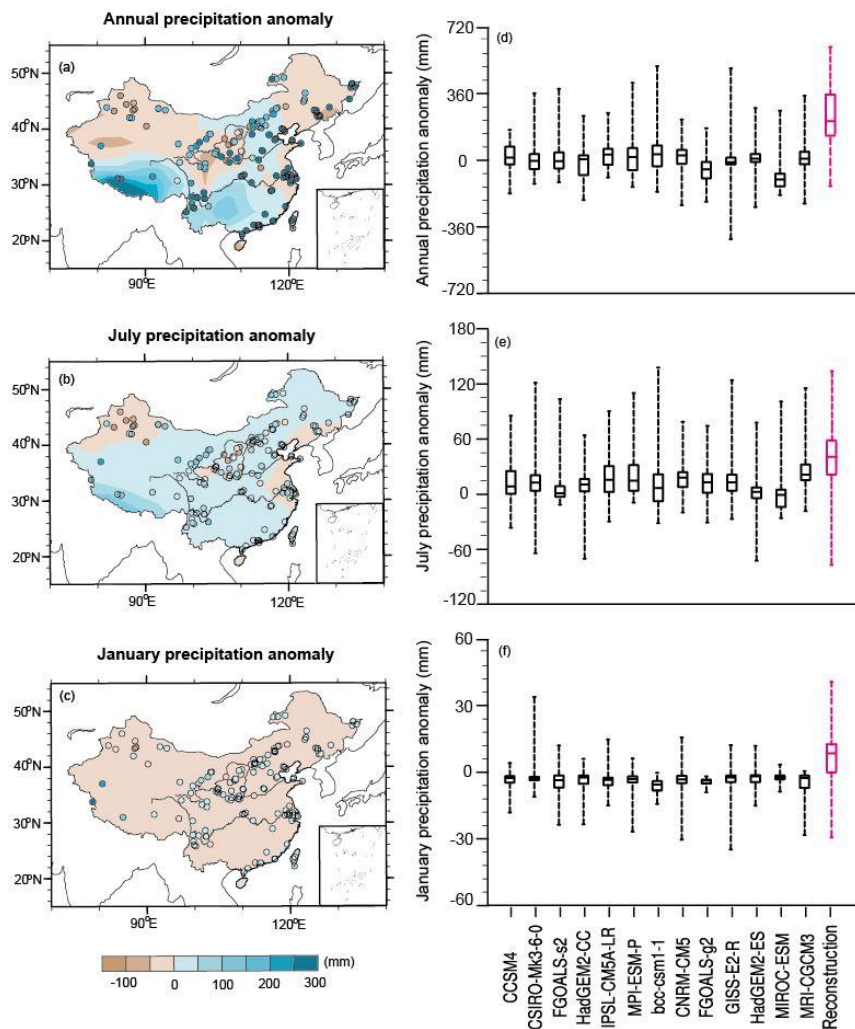 Annual precipitation anomaly
(a)
50°N
40°N
30°N
20°N
90°E
120°E
July precipitation anomaly
(b)
50°N
40°N
30°N
20°N
90°E
120°E
January precipitation anomaly
(c)
50°N
40°N
30°N
20°N
90°E
120°E
(mm)
-100
0
100
200
300
(d)
Annual precipitation anomaly (mm)
720
360
0
-360
-720
(e)
July precipitation anomaly (mm)
180
120
60
0
-60
-120
(f)
January precipitation anomaly (mm)
60
30
0
-30
-60
CCSM4
CSIRO-Mk3-6-0
FGOALS-s2
HadGEM2-CC
IPSL-CM5A-LR
MPI-ESM-P
bcc-csm1-1
CNRM-CM5
FGOALS-g2
GISS-E2-R
HadGEM2-ES
MIROC-ESM
MRI-CGCM3
Reconstruction